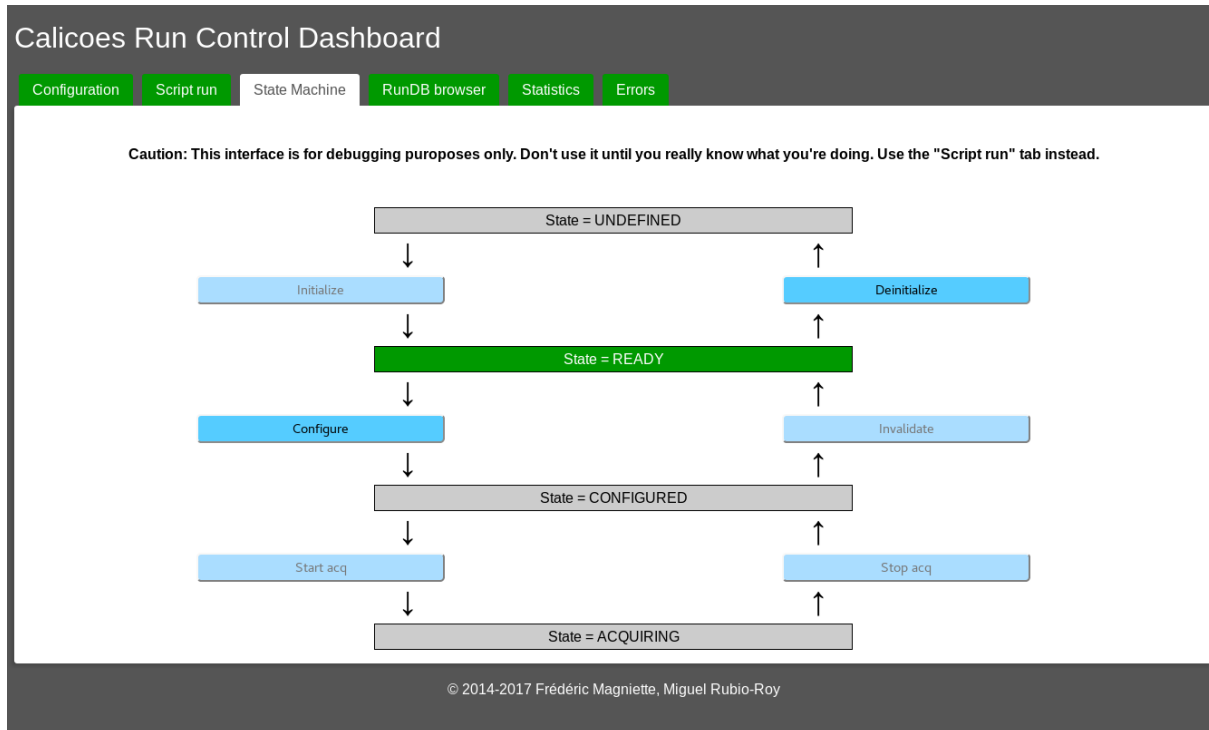 Calicoes Run Control Dashboard
Configuration Script run State Machine RunDB browser Statistics Errors
Caution: This interface is for debugging puroposes only. Don't use it until you really know what you're doing. Use the "Script run" tab instead.
State = UNDEFINED
↓ ↑
Initialize Deinitialize
↓ ↑
State = READY
↓ ↑
Configure Invalidate
↓ ↑
State = CONFIGURED
↓ ↑
Start acq Stop acq
↓ ↑
State = ACQUIRING
© 2014-2017 Frédéric Magniette, Miguel Rubio-Roy